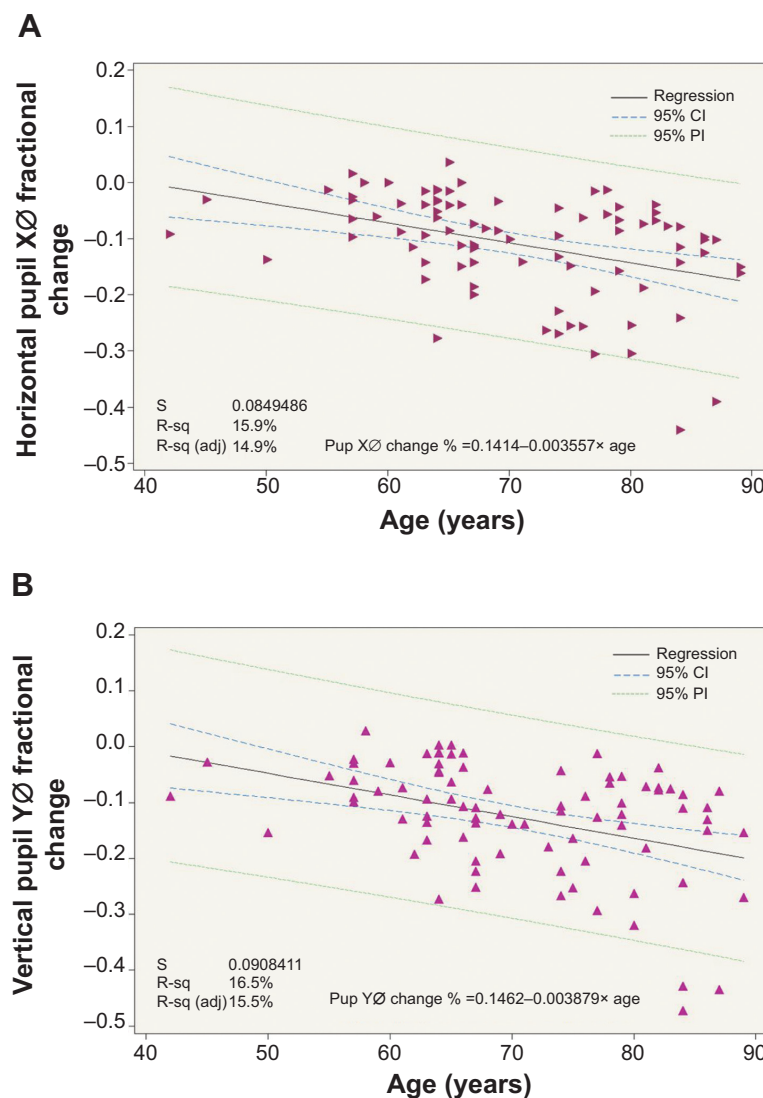 A
Horizontal pupil XØ fractional
change
0.2
0.1
0.0
–0.1
–0.2
–0.3
–0.4
–0.5
Regression
95% CI
95% PI
S 0.0849486
R-sq 15.9%
R-sq (adj) 14.9%
Pup XØ change % =0.1414–0.003557× age
40 50 60 70 80 90
Age (years)
B
Vertical pupil YØ fractional
change
0.2
0.1
0.0
–0.1
–0.2
–0.3
–0.4
–0.5
Regression
95% CI
95% PI
S 0.0908411
R-sq 16.5%
R-sq (adj) 15.5%
Pup YØ change % =0.1462–0.003879× age
40 50 60 70 80 90
Age (years)